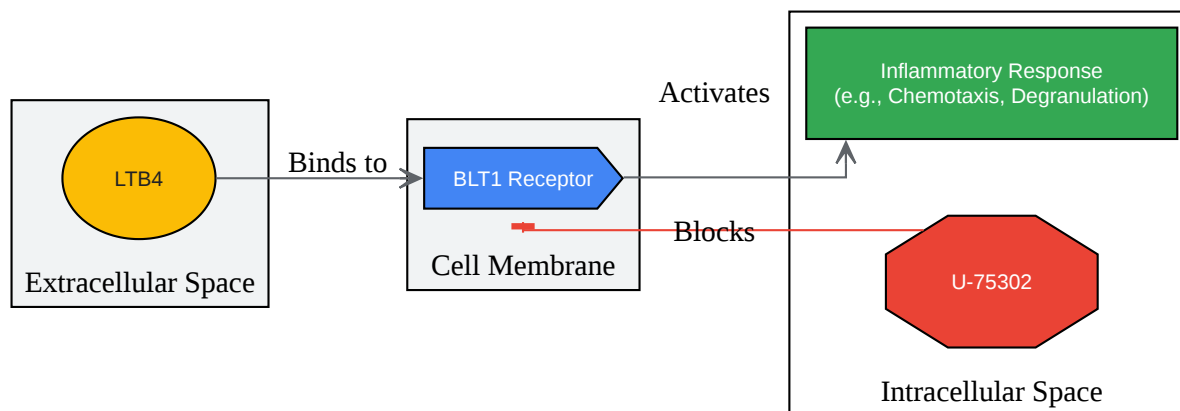 LTB4
Extracellular Space
Binds to
BLT1 Receptor
Cell Membrane
Activates
Blocks
Inflammatory Response
(e.g., Chemotaxis, Degranulation)
U-75302
Intracellular Space